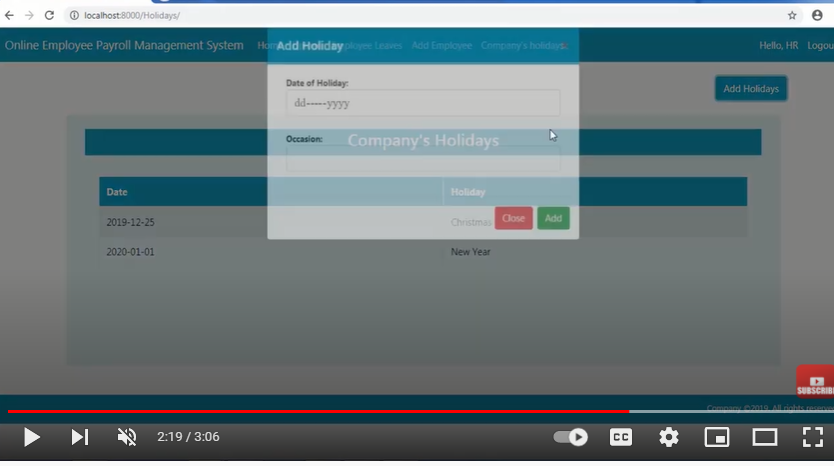 localhost:8000/Holidays/
Online Employee Payroll Management System
Add Holiday
Employee Leaves
Add Employee
Company's holidays
Hello, HR
Logou
Add Holidays
Date of Holiday:
dd-----yyyy
Occasion:
Company's Holidays
Date
Holiday
2019-12-25
Christmas
Close
Add
2020-01-01
New Year
SUBSCRIB
Company ©2019. All rights reserve
2:19 / 3:06
CC